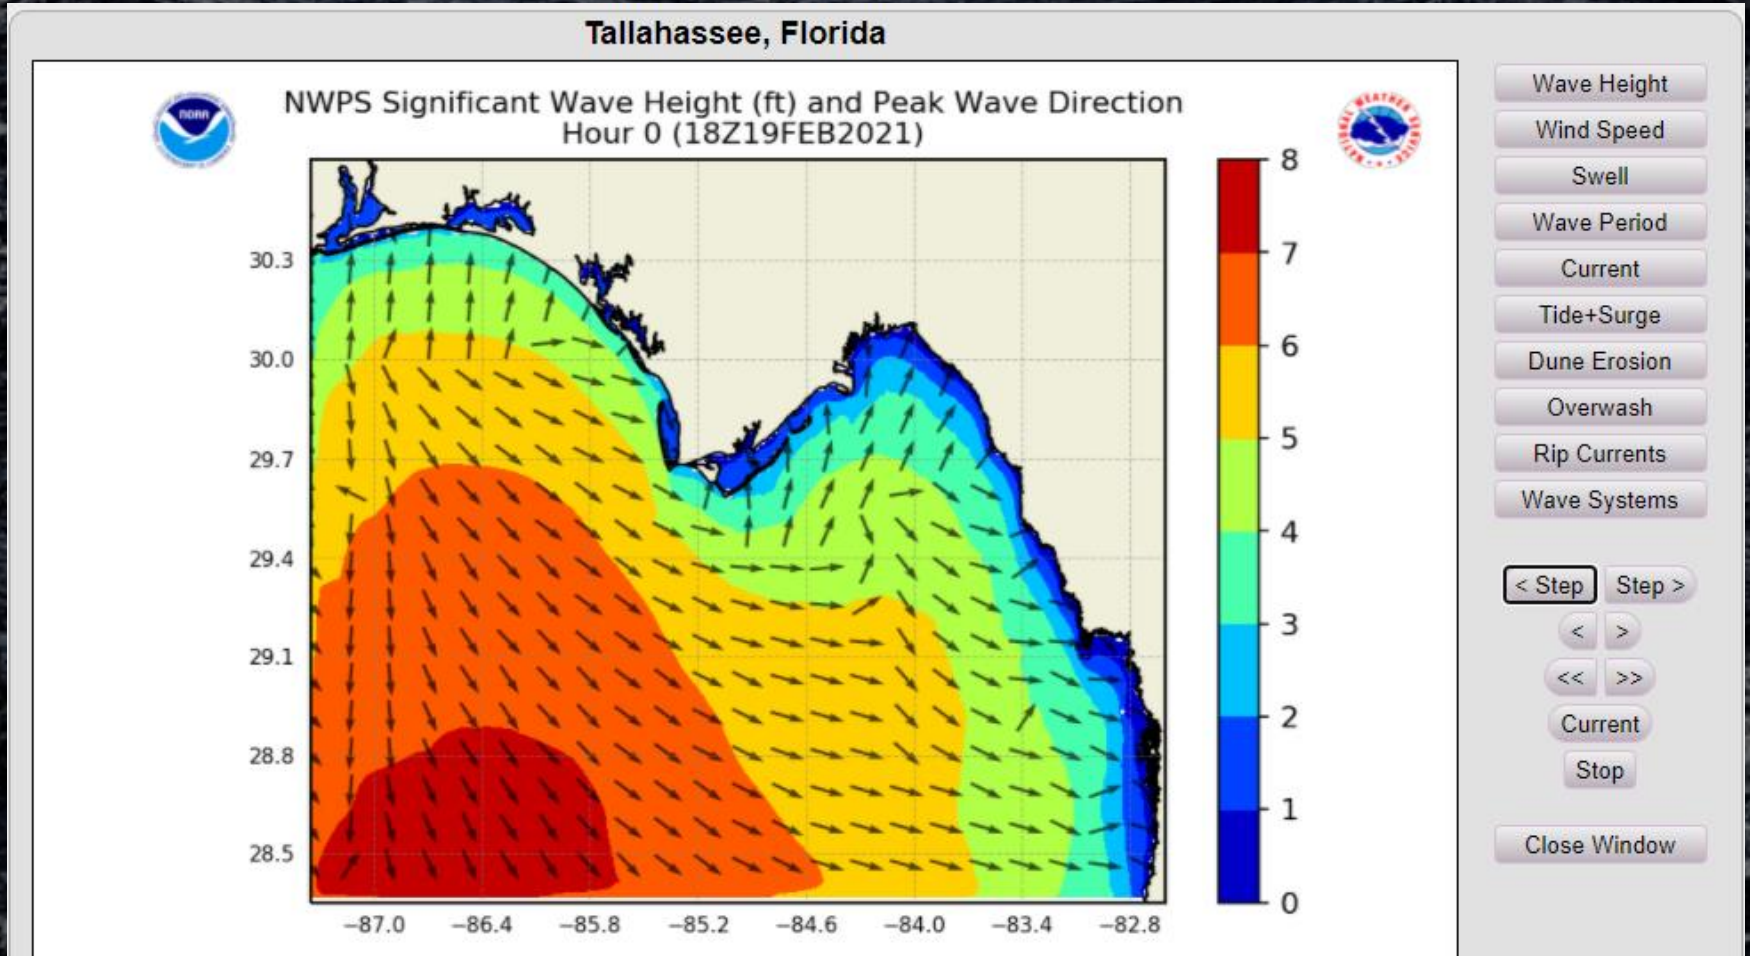 Tallahassee, Florida
NWPS Significant Wave Height (ft) and Peak Wave Direction
Hour 0 (18Z19FEB2021)
NOAA
NATIONAL WEATHER SERVICE
30.3
30.0
29.7
29.4
29.1
28.8
28.5
−87.0 −86.4 −85.8 −85.2 −84.6 −84.0 −83.4 −82.8
8
7
6
5
4
3
2
1
0
Wave Height
Wind Speed
Swell
Wave Period
Current
Tide+Surge
Dune Erosion
Overwash
Rip Currents
Wave Systems
< Step Step >
< >
<< >>
Current
Stop
Close Window